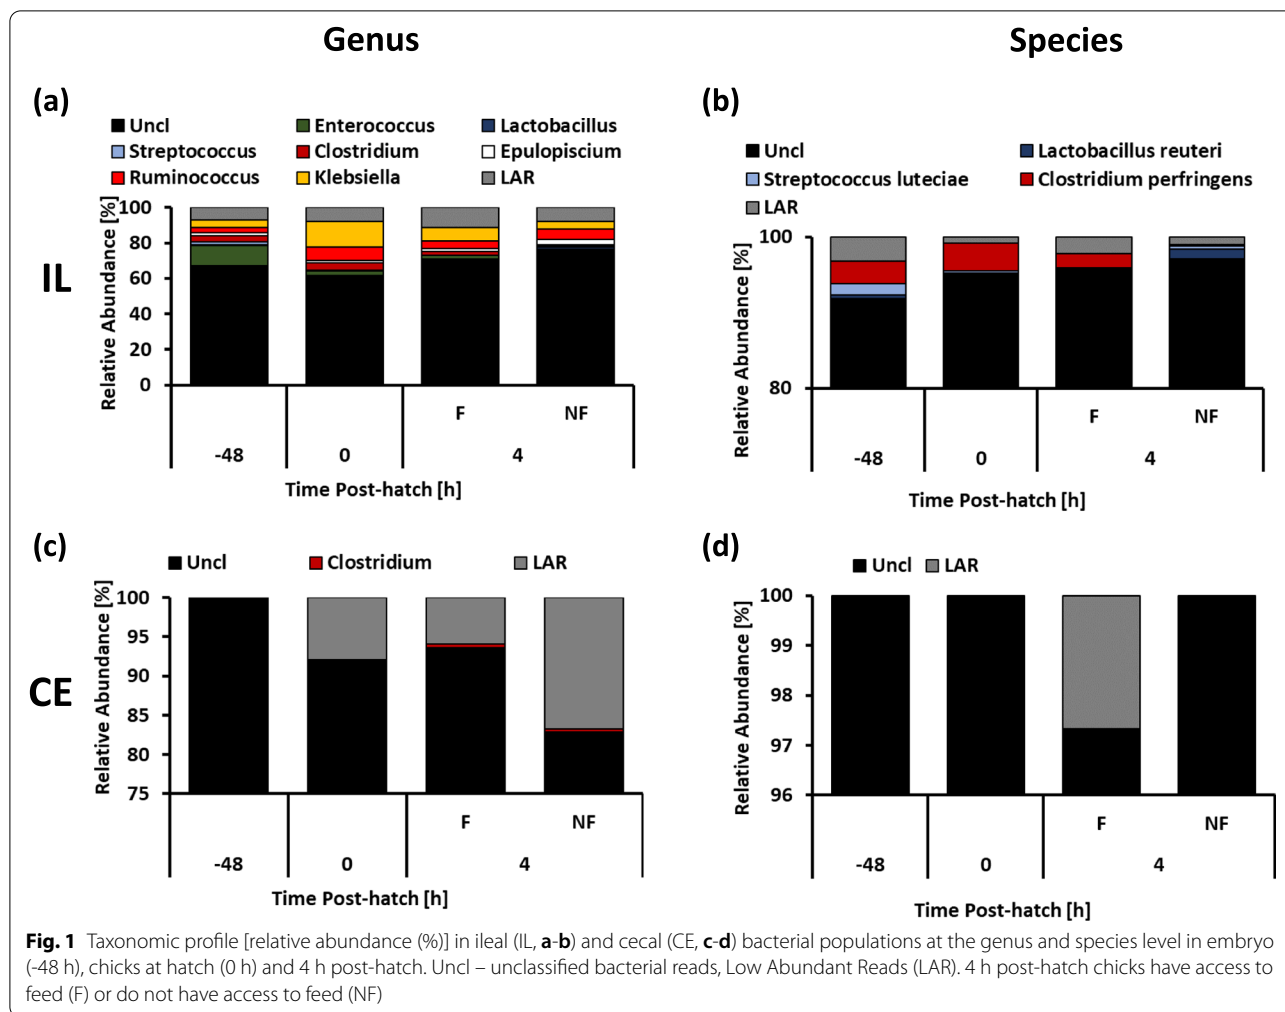 Genus
Species
(a)
Uncl Enterococcus Lactobacillus
Streptococcus Clostridium Epulopiscium
Ruminococcus Klebsiella LAR
IL
Relative Abundance [%]
100
80
60
40
20
0
F NF
-48 0 4
Time Post-hatch [h]
(b)
Uncl Lactobacillus reuteri
Streptococcus luteciae Clostridium perfringens
LAR
Relative Abundance [%]
100
80
F NF
-48 0 4
Time Post-hatch [h]
(c)
Uncl Clostridium LAR
CE
Relative Abundance [%]
100
95
90
85
80
75
F NF
-48 0 4
Time Post-hatch [h]
(d)
Uncl LAR
Relative Abundance [%]
100
99
98
97
96
F NF
-48 0 4
Time Post-hatch [h]
Fig. 1 Taxonomic profile [relative abundance (%)] in ileal (IL, a-b) and cecal (CE, c-d) bacterial populations at the genus and species level in embryo
(-48 h), chicks at hatch (0 h) and 4 h post-hatch. Uncl – unclassified bacterial reads, Low Abundant Reads (LAR). 4 h post-hatch chicks have access to
feed (F) or do not have access to feed (NF)